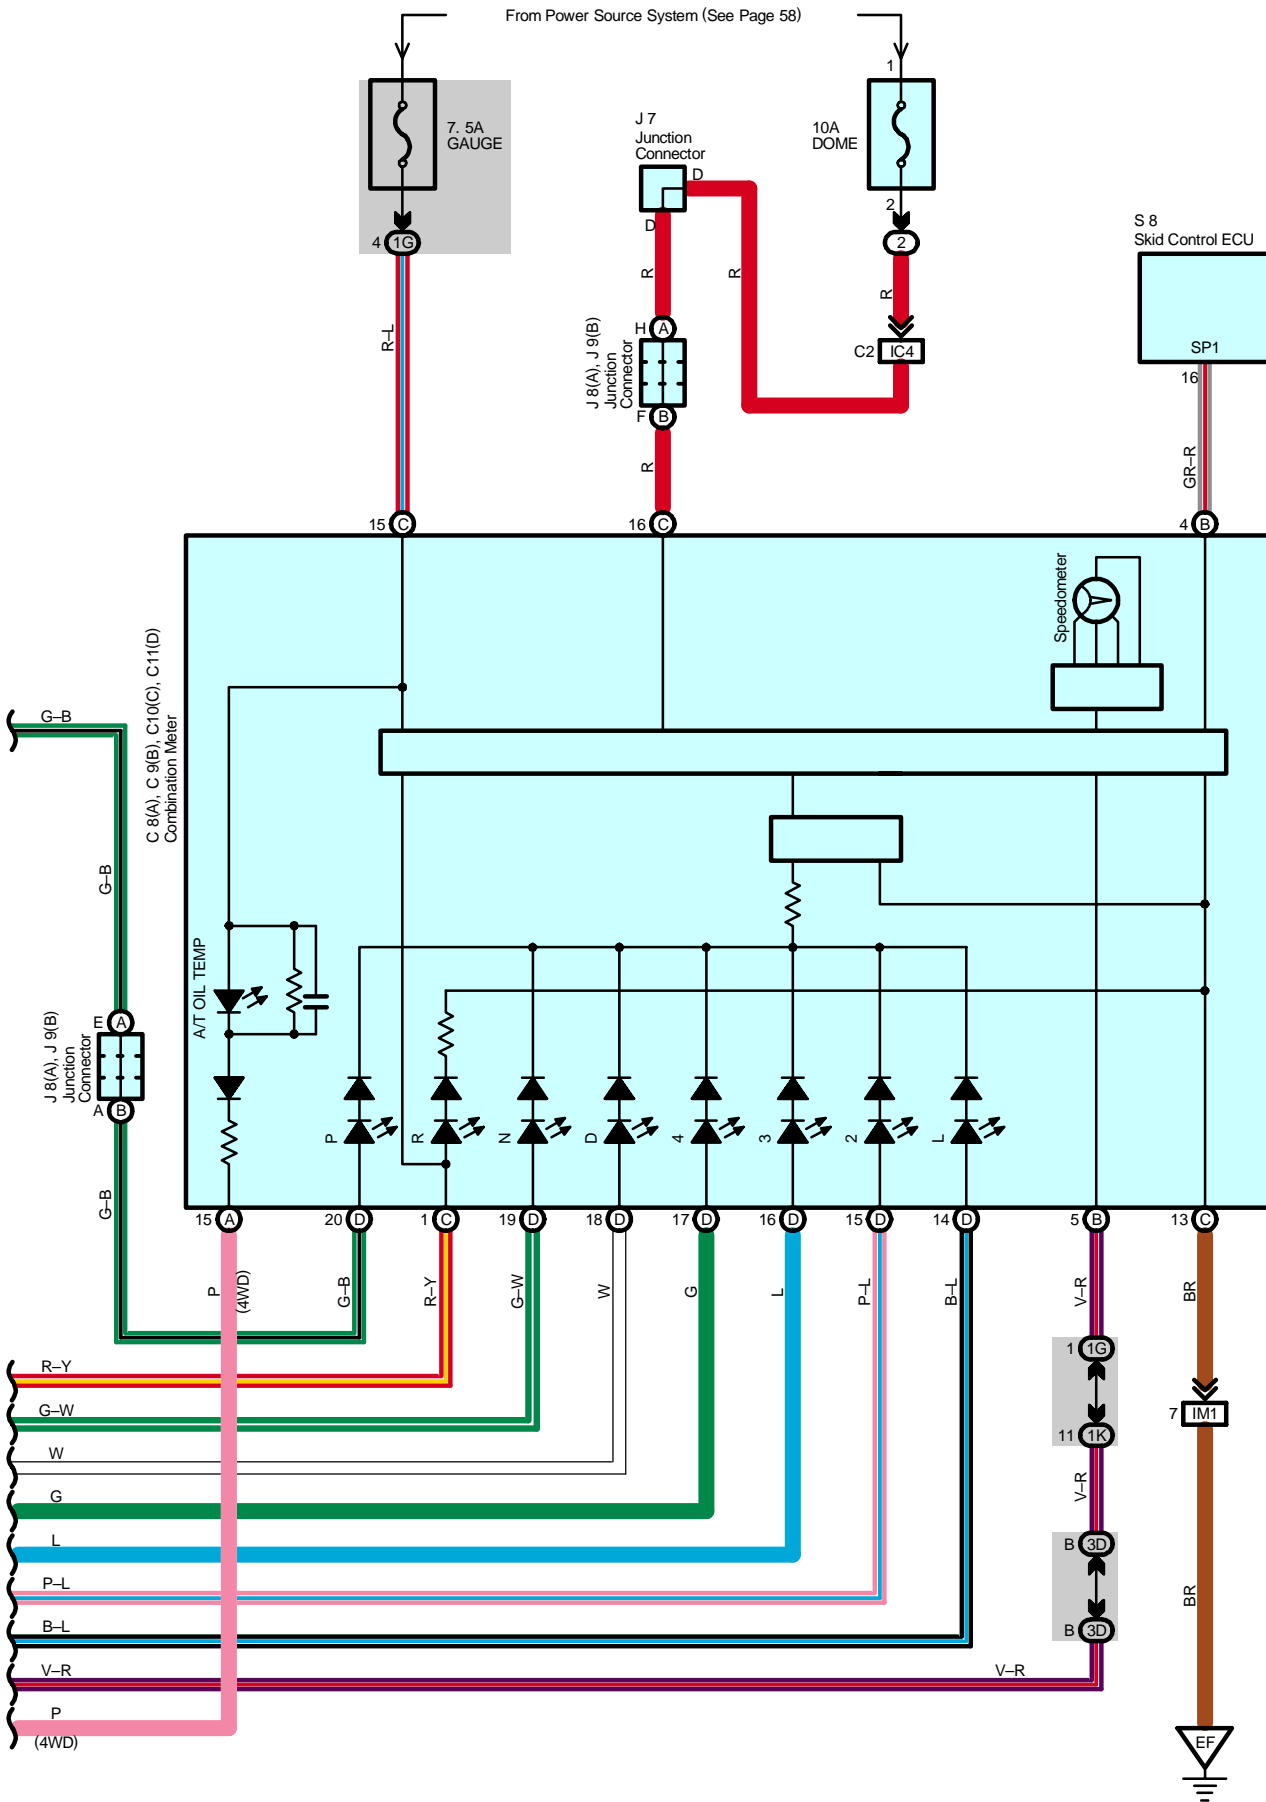 From Power Source System (See Page 58)
7. 5A
GAUGE
4 1G
R–L
J 7
Junction
Connector
D
D
R
R
H A
J 8(A), J 9(B)
Junction
Connector
F B
R
1
10A
DOME
2
2
R
C2 IC4
S 8
Skid Control ECU
SP1
16
GR–R
15 C
16 C
4 B
Speedometer
C 8(A), C 9(B), C10(C), C11(D)
Combination Meter
G–B
G–B
E A
J 8(A), J 9(B)
Junction
Connector
A B
G–B
A/T OIL TEMP
P
R
N
D
4
3
2
L
15 A
20 D
1 C
19 D
18 D
17 D
16 D
15 D
14 D
5 B
13 C
P
(4WD)
G–B
R–Y
G–W
W
G
L
P–L
B–L
V–R
BR
1 1G
11 1K
V–R
B 3D
B 3D
7 IM1
BR
R–Y
G–W
W
G
L
P–L
B–L
V–R
V–R
P
(4WD)
EF